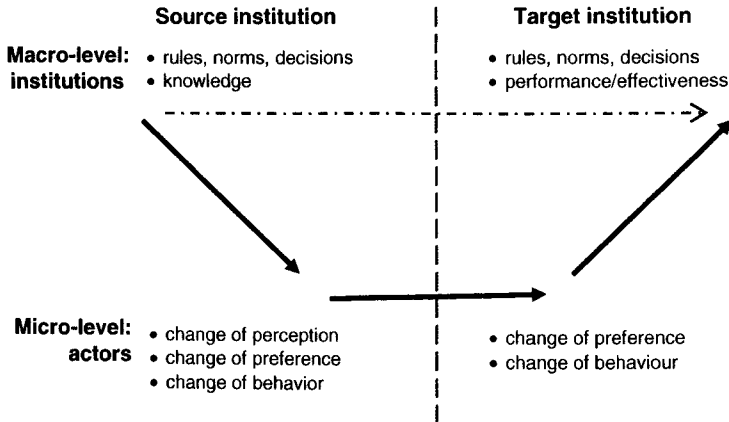 Source institution
Target institution
Macro-level:
institutions
• rules, norms, decisions
• knowledge
• rules, norms, decisions
• performance/effectiveness
Micro-level:
actors
• change of perception
• change of preference
• change of behavior
• change of preference
• change of behaviour